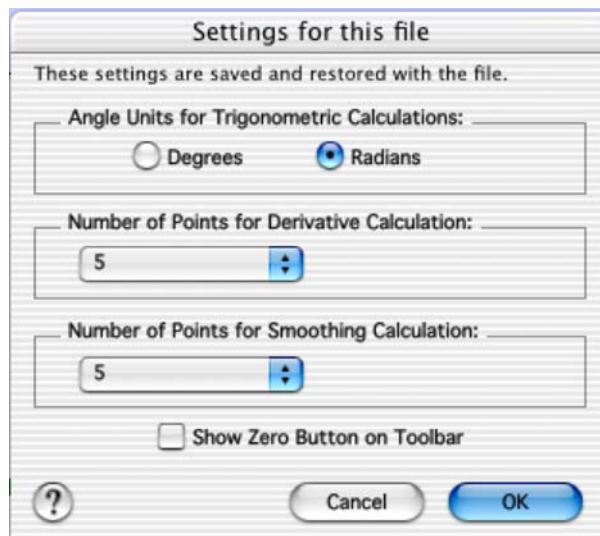 Settings for this file
These settings are saved and restored with the file.
Angle Units for Trigonometric Calculations:
Degrees Radians
Number of Points for Derivative Calculation:
5
Number of Points for Smoothing Calculation:
5
Show Zero Button on Toolbar
? Cancel OK